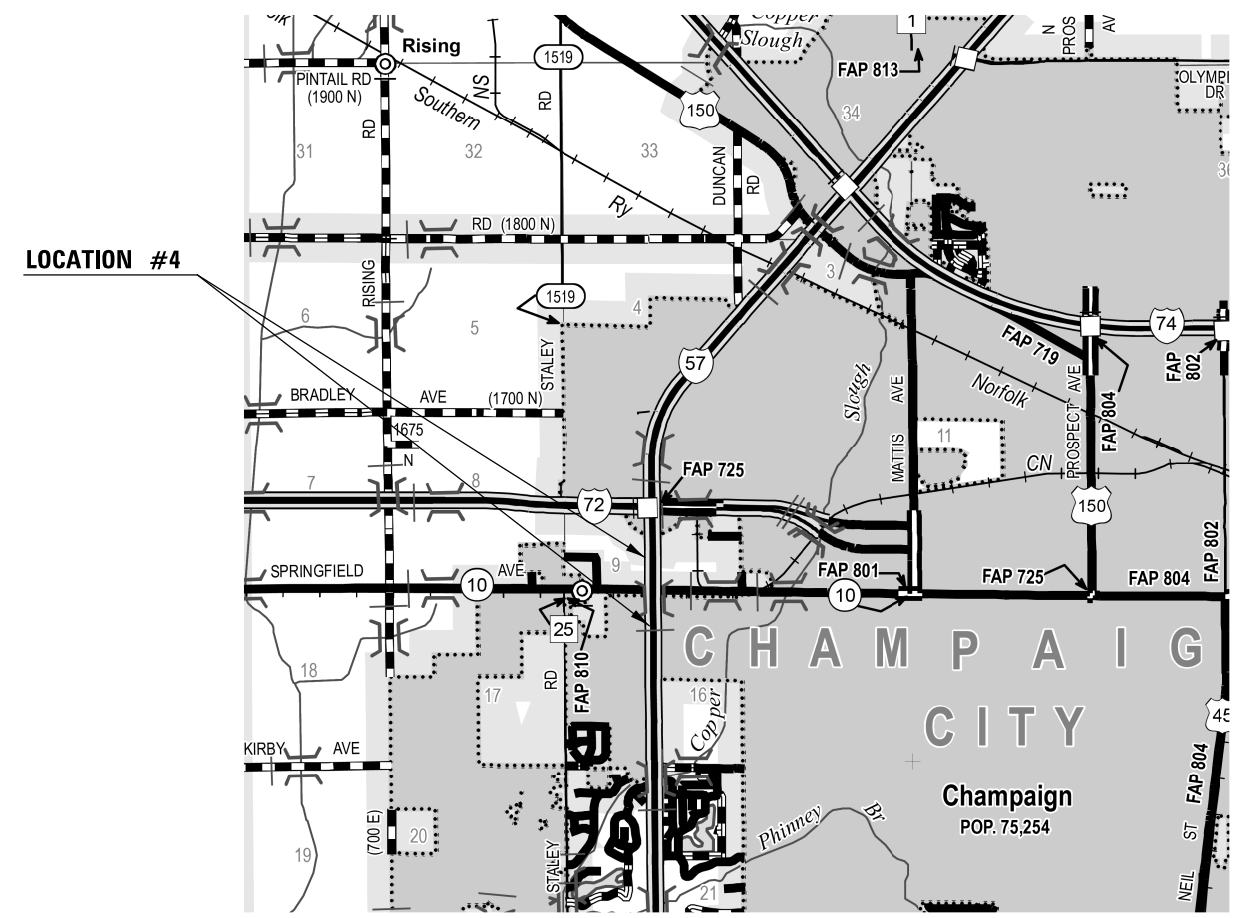 Copper
Slough
1
N
PROS
AV
Rising
1519
FAP 813
PINTAIL RD
(1900 N)
Southern
NS
RD
150
34
OLYMPI
DR
RD
31
32
33
DUNCAN
RD
36
Ry
RD (1800 N)
LOCATION #4
3
RISING
1519
4
6
5
74
STALEY
57
FAP 719
FAP
802
BRADLEY AVE (1700 N)
Slough
AVE
Norfolk
AVE
FAP 804
1675
N
MATTIS
11
PROSPECT
CN
FAP 725
7
8
72
150
FAP 802
SPRINGFIELD AVE
10
9
FAP 801
10
FAP 725
FAP 804
25
CHAMPAIG
18
17
RD
FAP 810
16
Copper
CITY
45
KIRBY AVE
FAP 804
Champaign
POP. 75,254
Phinney Br
(700 E)
20
19
STALEY
21
NEIL ST